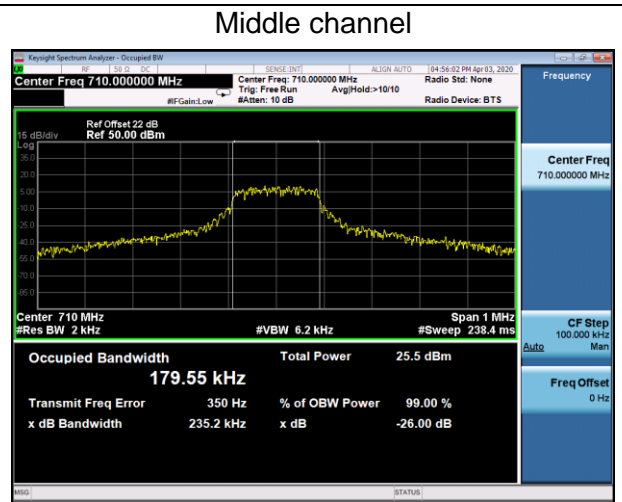 Middle channel
Keysight Spectrum Analyzer - Occupied BW
RF 50 Ω DC SENSE:INT ALIGN AUTO 04:56:02 PM Apr 03, 2020
Center Freq 710.000000 MHz Center Freq: 710.000000 MHz Radio Std: None Frequency
Trig: Free Run Avg|Hold:>10/10
#IFGain:Low #Atten: 10 dB Radio Device: BTS
Ref Offset 22 dB
15 dB/div Ref 50.00 dBm
Log
35.0
20.0
5.00
-10.0
-25.0
-40.0
-55.0
-70.0
-85.0
Center Freq
710.000000 MHz
Center 710 MHz Span 1 MHz
#Res BW 2 kHz #VBW 6.2 kHz #Sweep 238.4 ms
CF Step
100.000 kHz
Auto Man
Occupied Bandwidth Total Power 25.5 dBm
179.55 kHz
Transmit Freq Error 350 Hz % of OBW Power 99.00 %
x dB Bandwidth 235.2 kHz x dB -26.00 dB
Freq Offset
0 Hz
MSG STATUS